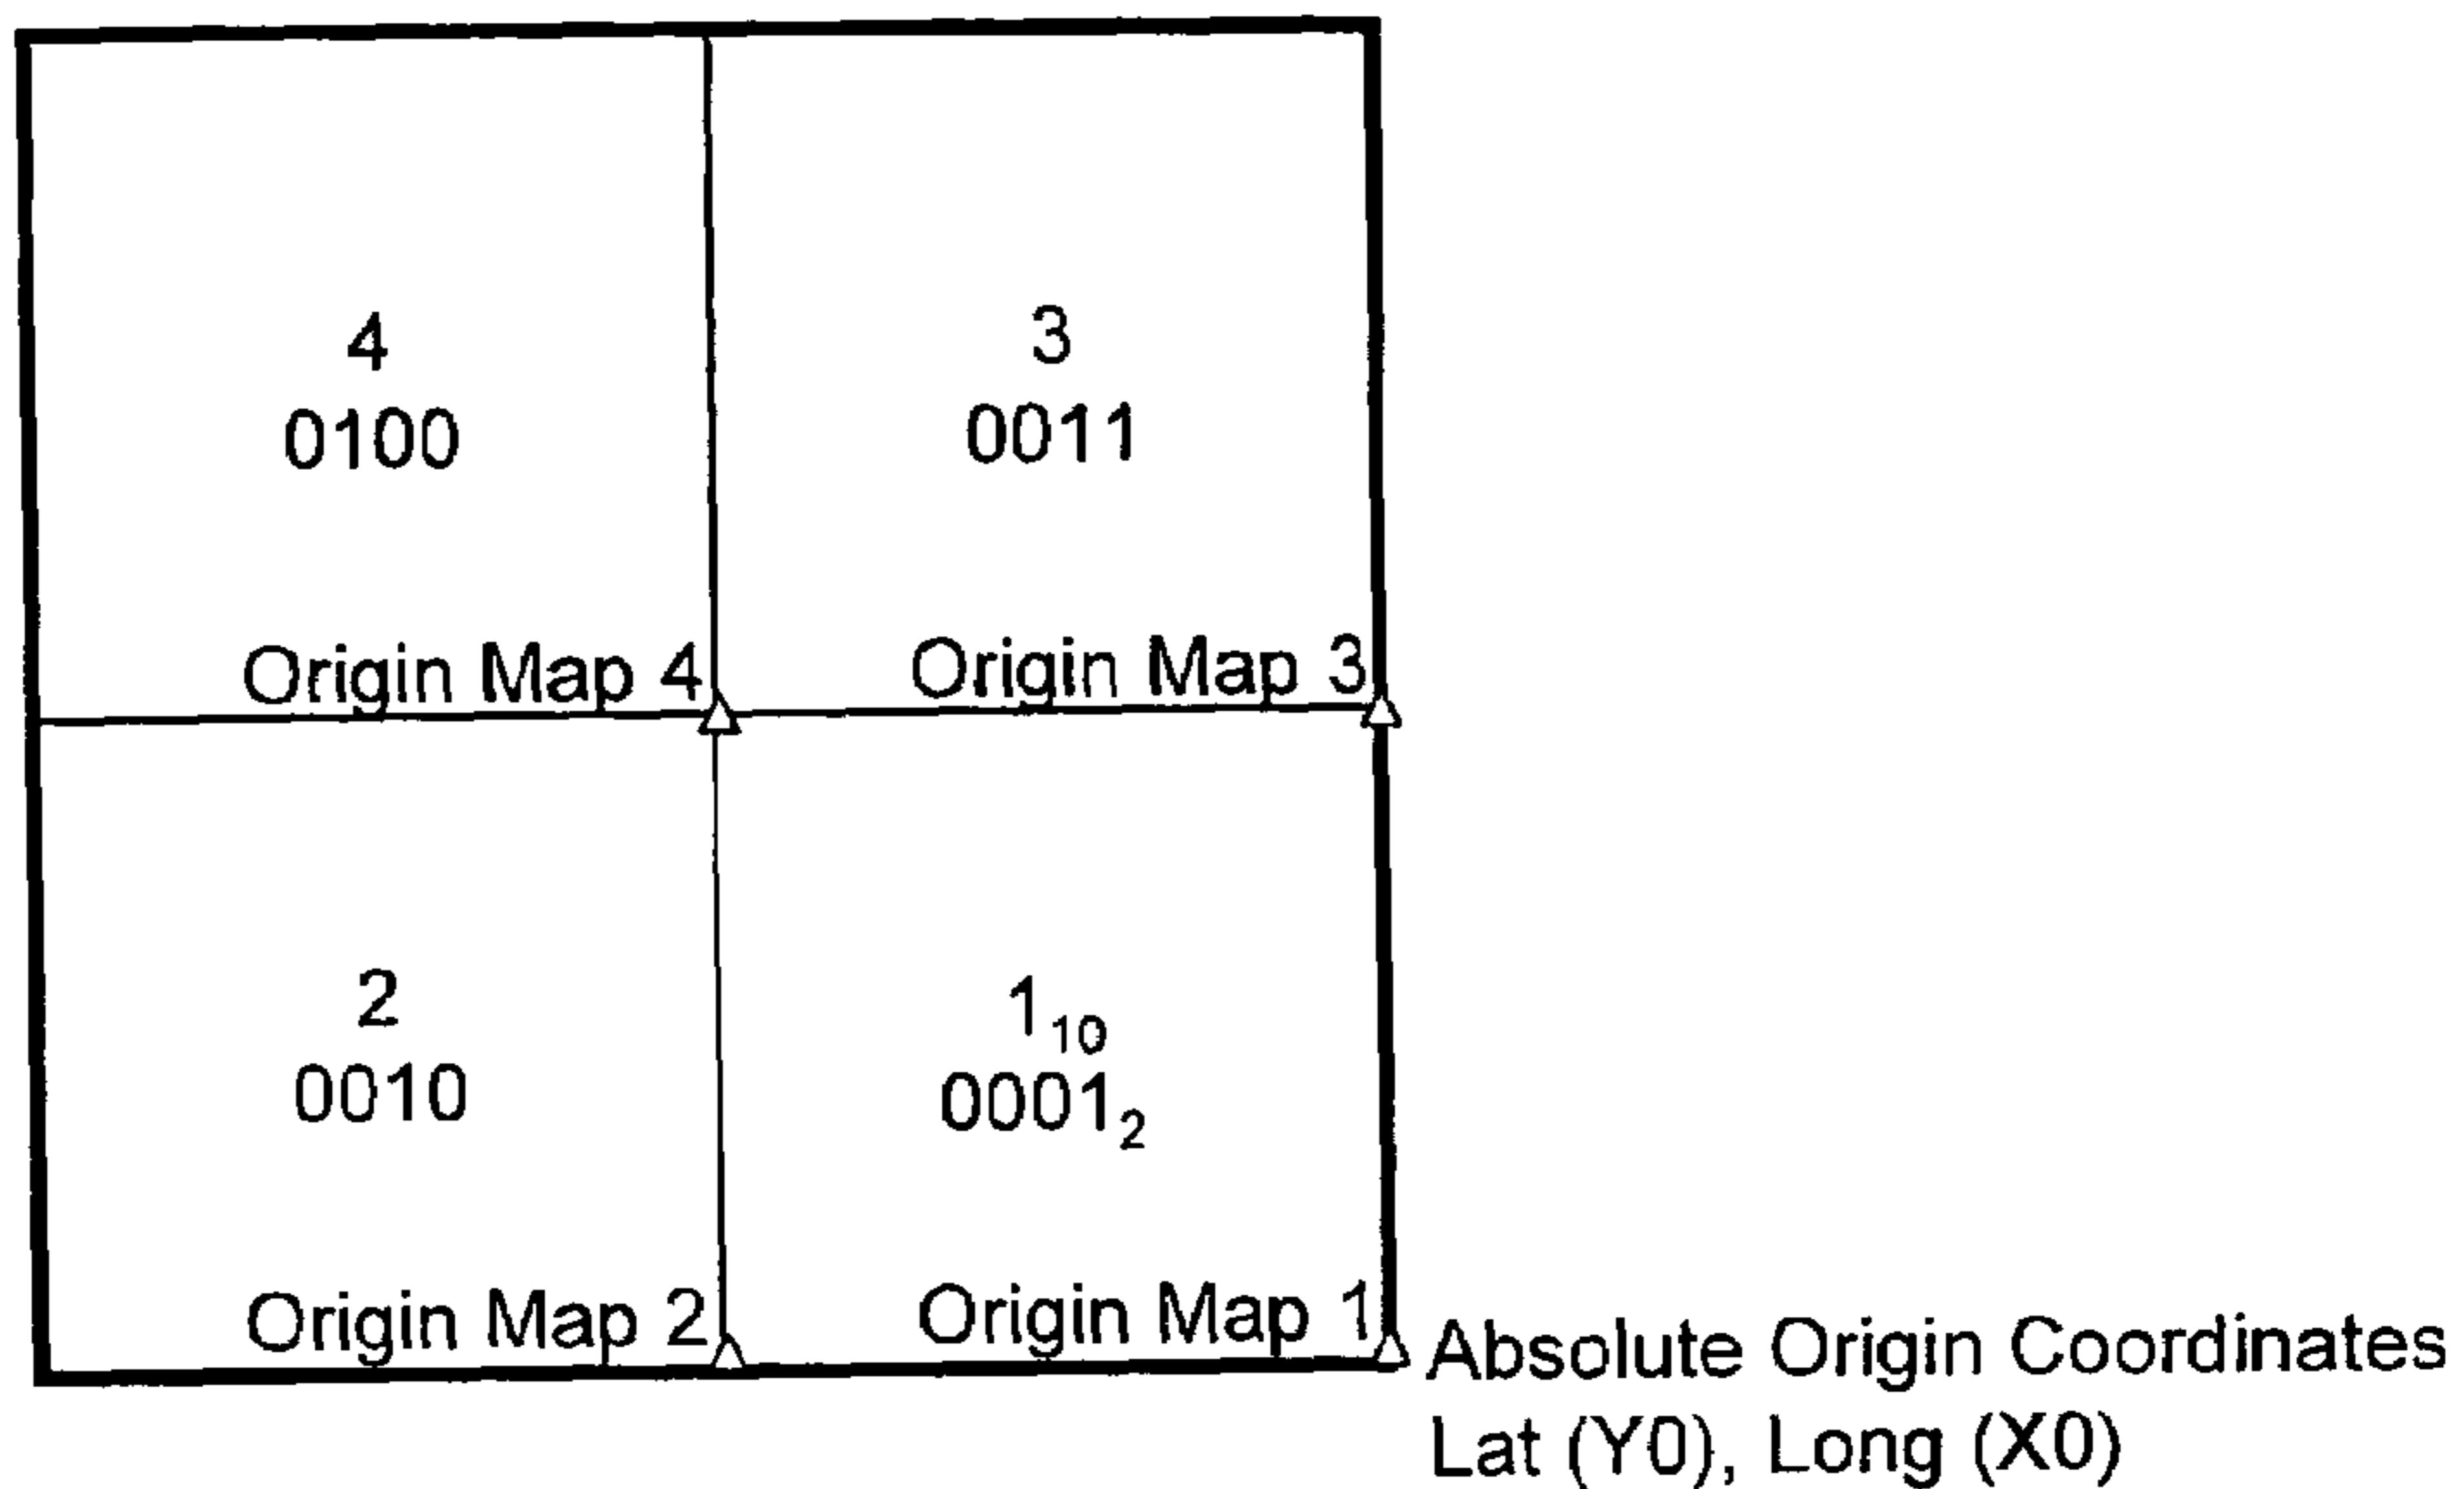 4
0100
3
0011
Origin Map 4
Origin Map 3
2
0010
1₁₀
0001₂
Origin Map 2
Origin Map 1
Absolute Origin Coordinates
Lat (Y0), Long (X0)